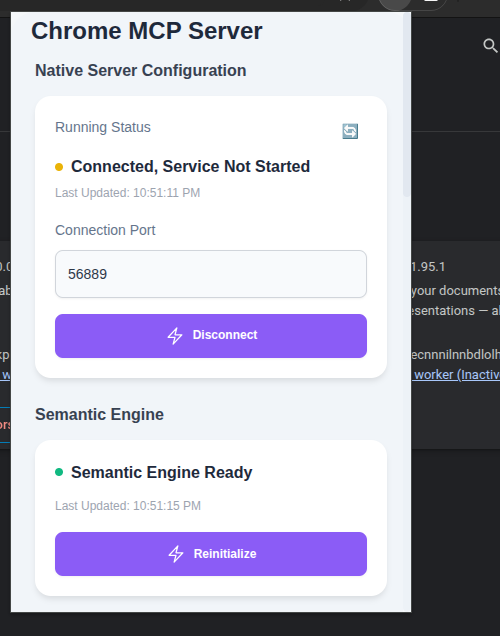 Chrome MCP Server
Native Server Configuration
Running Status
Connected, Service Not Started
Last Updated: 10:51:11 PM
Connection Port
56889
Disconnect
Semantic Engine
Semantic Engine Ready
Last Updated: 10:51:15 PM
Reinitialize
1.95.1
your documents
esentations — al
ecnnnilnnbdlolh
worker (Inactiv